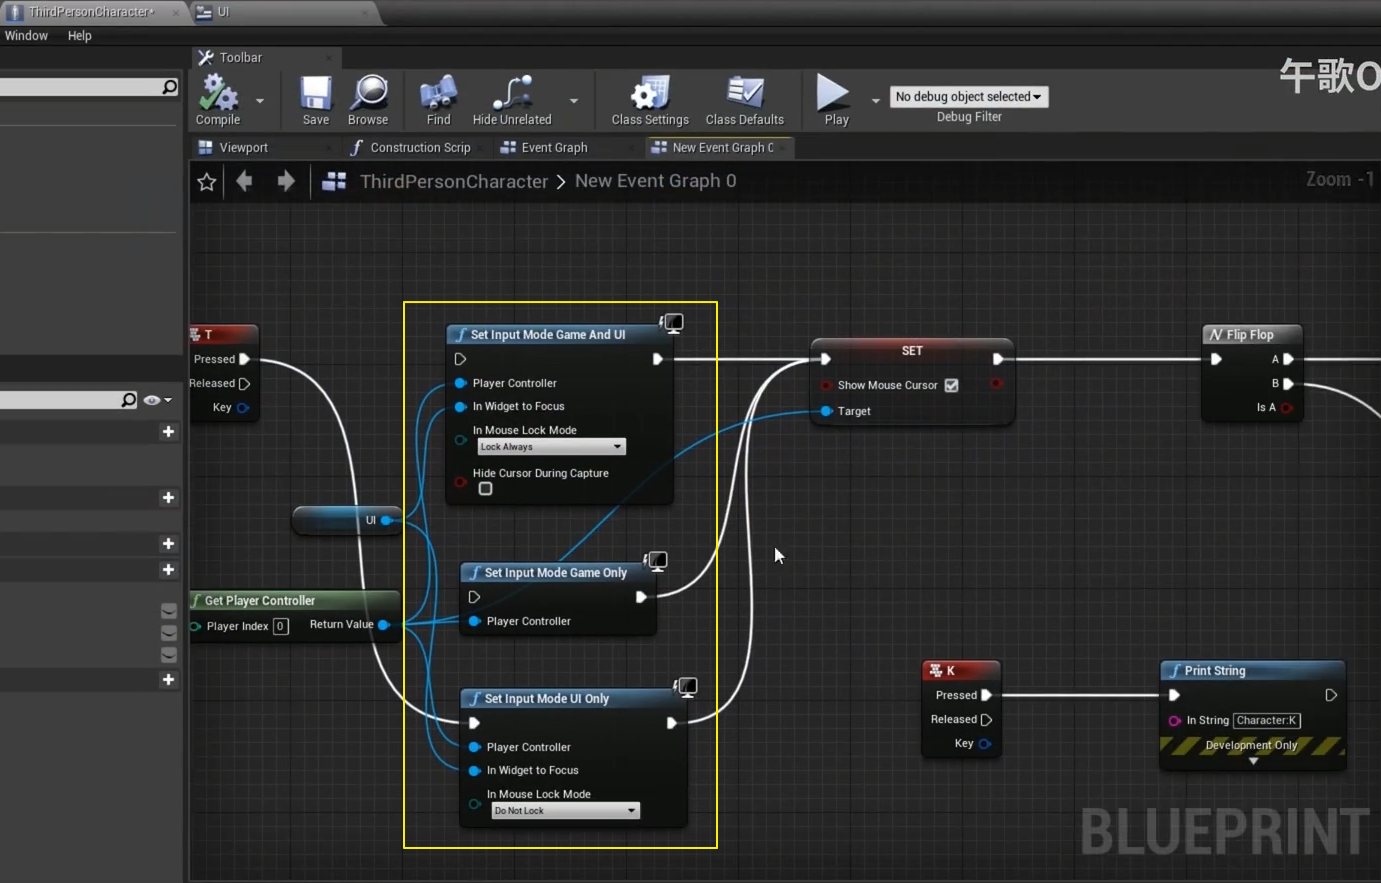 ThirdPersonCharacter*
UI
Window Help
Toolbar
Compile
Save
Browse
Find
Hide Unrelated
Class Settings
Class Defaults
Play
No debug object selected
Debug Filter
午歌
Viewport
Construction Scrip
Event Graph
New Event Graph 0
ThirdPersonCharacter > New Event Graph 0
Zoom -1
T
Pressed
Released
Key
UI
Get Player Controller
Player Index 0
Return Value
Set Input Mode Game And UI
Player Controller
In Widget to Focus
In Mouse Lock Mode
Lock Always
Hide Cursor During Capture
Set Input Mode Game Only
Player Controller
Set Input Mode UI Only
Player Controller
In Widget to Focus
In Mouse Lock Mode
Do Not Lock
SET
Show Mouse Cursor
Target
Flip Flop
A
B
Is A
K
Pressed
Released
Key
Print String
In String Character:K
Development Only
BLUEPRINT